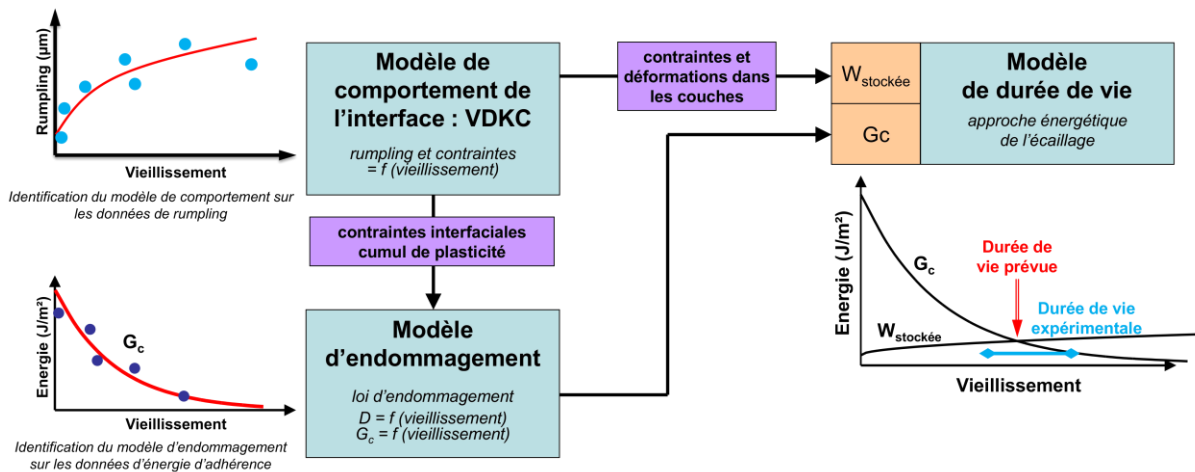 Rumpling (µm)
Vieillissement
Identification du modèle de comportement sur
les données de rumpling
Modèle de
comportement de
l'interface : VDKC
rumpling et contraintes
= f (vieillissement)
contraintes et
déformations dans
les couches
W stockée
Gc
Modèle
de durée de vie
approche énergétique
de l'écaillage
contraintes interfaciales
cumul de plasticité
Energie (J/m²)
Gc
Vieillissement
Identification du modèle d'endommagement
sur les données d'énergie d'adhérence
Modèle
d'endommagement
loi d'endommagement
D = f (vieillissement)
Gc = f (vieillissement)
Energie (J/m²)
Gc
W stockée
Durée de
vie prévue
Durée de vie
expérimentale
Vieillissement